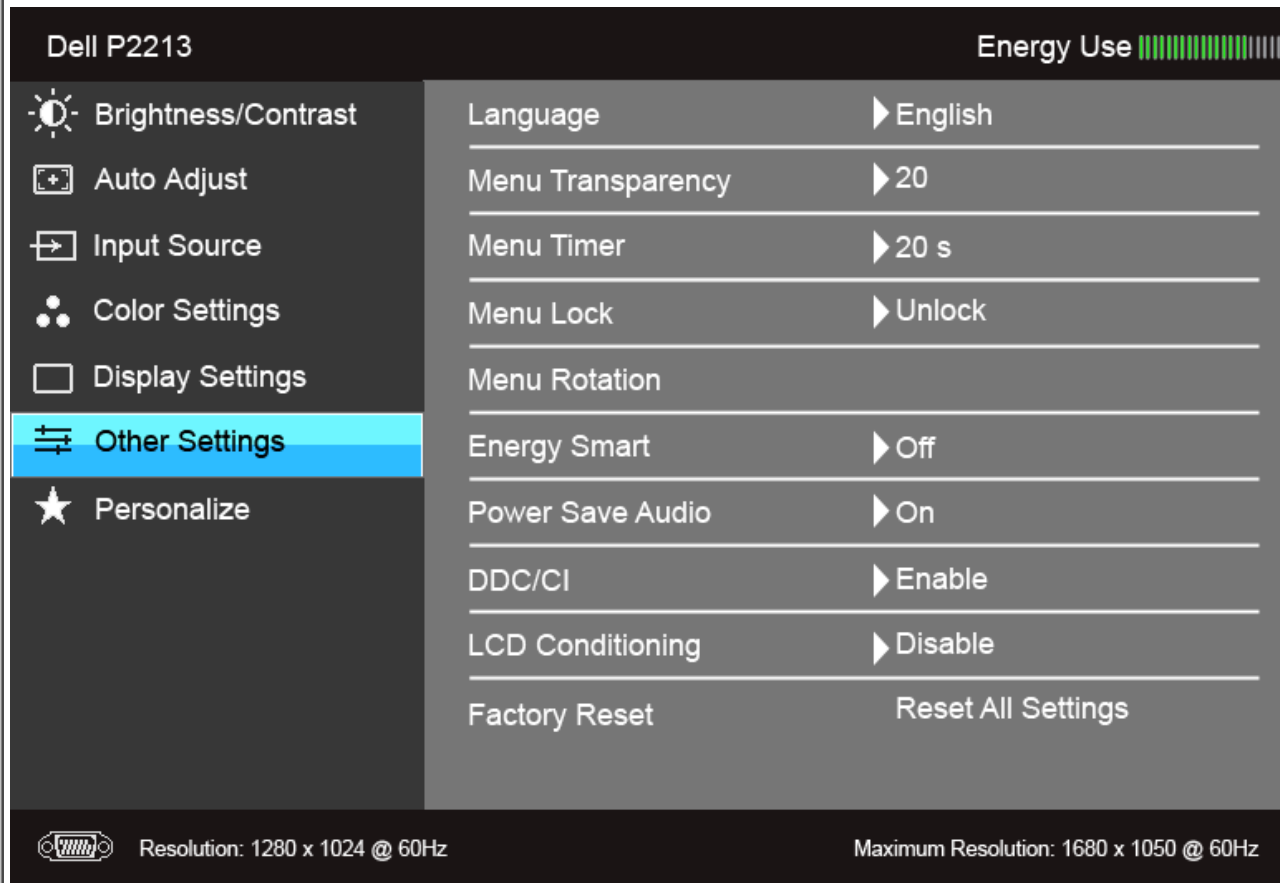 Dell P2213
Energy Use
Brightness/Contrast
Auto Adjust
Input Source
Color Settings
Display Settings
Other Settings
Personalize
Language English
Menu Transparency 20
Menu Timer 20 s
Menu Lock Unlock
Menu Rotation
Energy Smart Off
Power Save Audio On
DDC/CI Enable
LCD Conditioning Disable
Factory Reset Reset All Settings
Resolution: 1280 x 1024 @ 60Hz
Maximum Resolution: 1680 x 1050 @ 60Hz